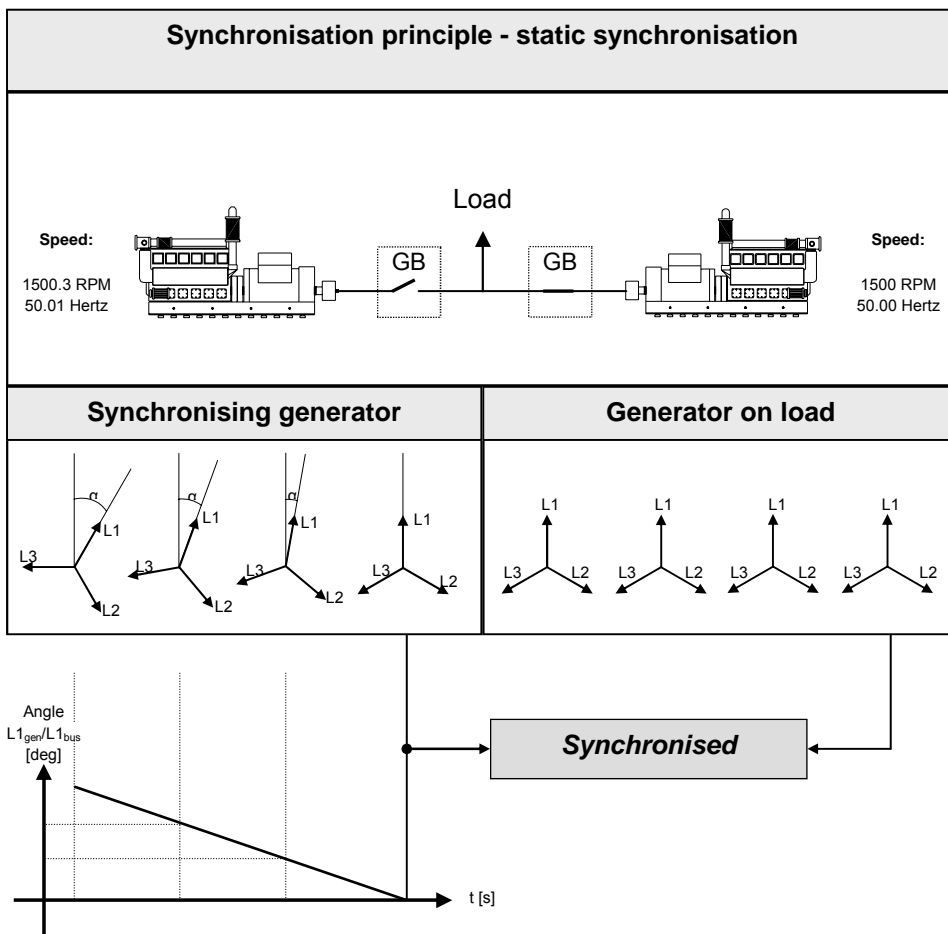 Synchronisation principle - static synchronisation
Load
Speed:
GB
GB
Speed:
1500.3 RPM
50.01 Hertz
1500 RPM
50.00 Hertz
Synchronising generator
Generator on load
α
α
α
L1
L1
L1
L1
L3
L3
L3
L3
L2
L2
L2
L2
L1
L1
L1
L1
L3
L2
L3
L2
L3
L2
L3
L2
Angle
L1gen/L1bus
[deg]
Synchronised
t [s]